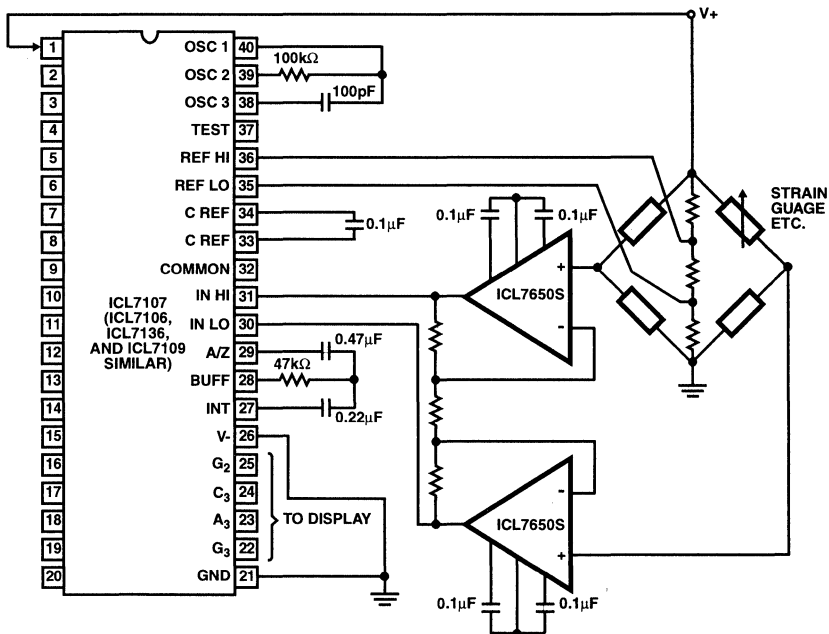 V+
1 OSC 1 40
100kΩ
2 OSC 2 39
3 OSC 3 38
100pF
4 TEST 37
5 REF HI 36
6 REF LO 35
7 C REF 34
0.1µF
8 C REF 33
9 COMMON 32
10 IN HI 31
11 IN LO 30
12 A/Z 29
0.47µF
13 BUFF 28
47kΩ
14 INT 27
0.22µF
15 V- 26
16 G2 25
17 C3 24
18 A3 23
19 G3 22
20 GND 21
ICL7107
(ICL7106,
ICL7136,
AND ICL7109
SIMILAR)
TO DISPLAY
0.1µF
0.1µF
+
ICL7650S
-
STRAIN
GUAGE
ETC.
-
ICL7650S
+
0.1µF
0.1µF